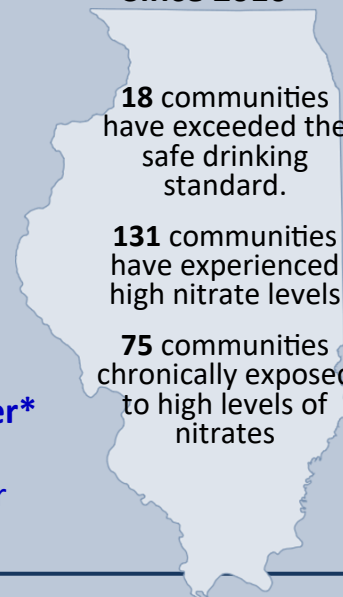 18 communities
have exceeded the
safe drinking
standard.
131 communities
have experienced
high nitrate levels
75 communities
chronically exposed
to high levels of
nitrates
er*
r